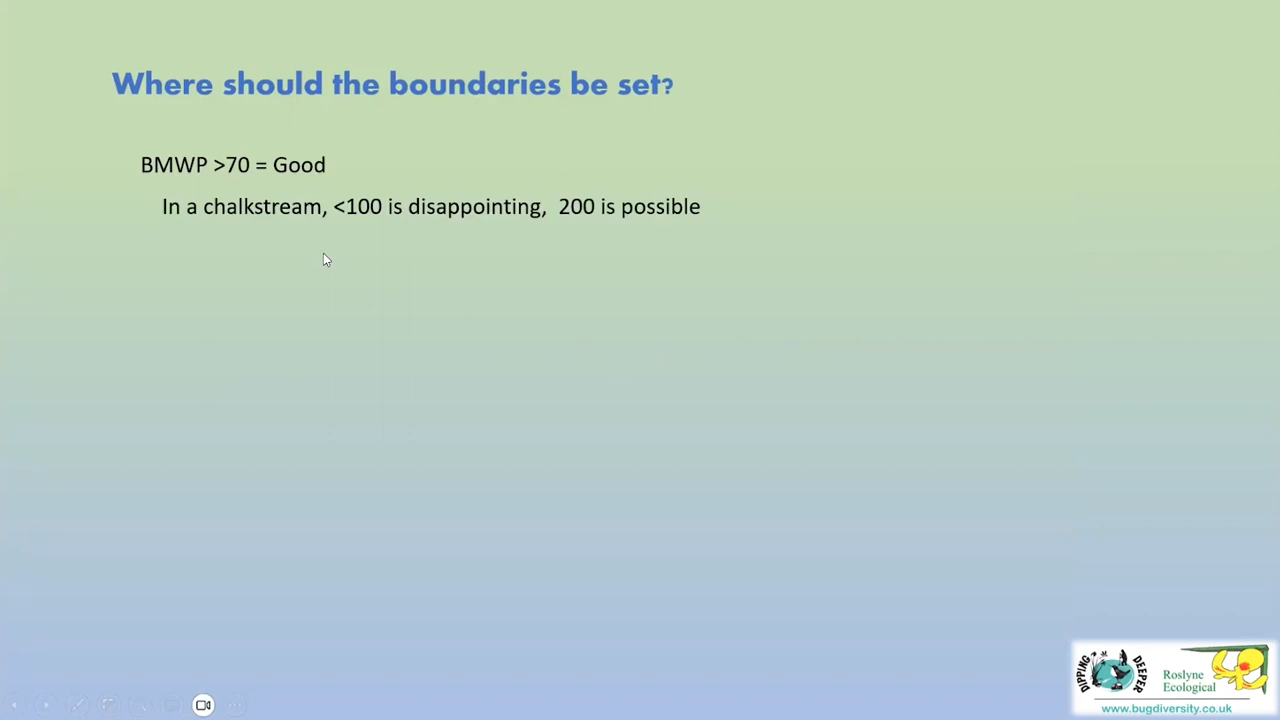 Where should the boundaries be set?
BMWP >70 = Good
In a chalkstream, <100 is disappointing, 200 is possible
DIPPING DEEPER
Roslyne
Ecological
www.bugdiversity.co.uk